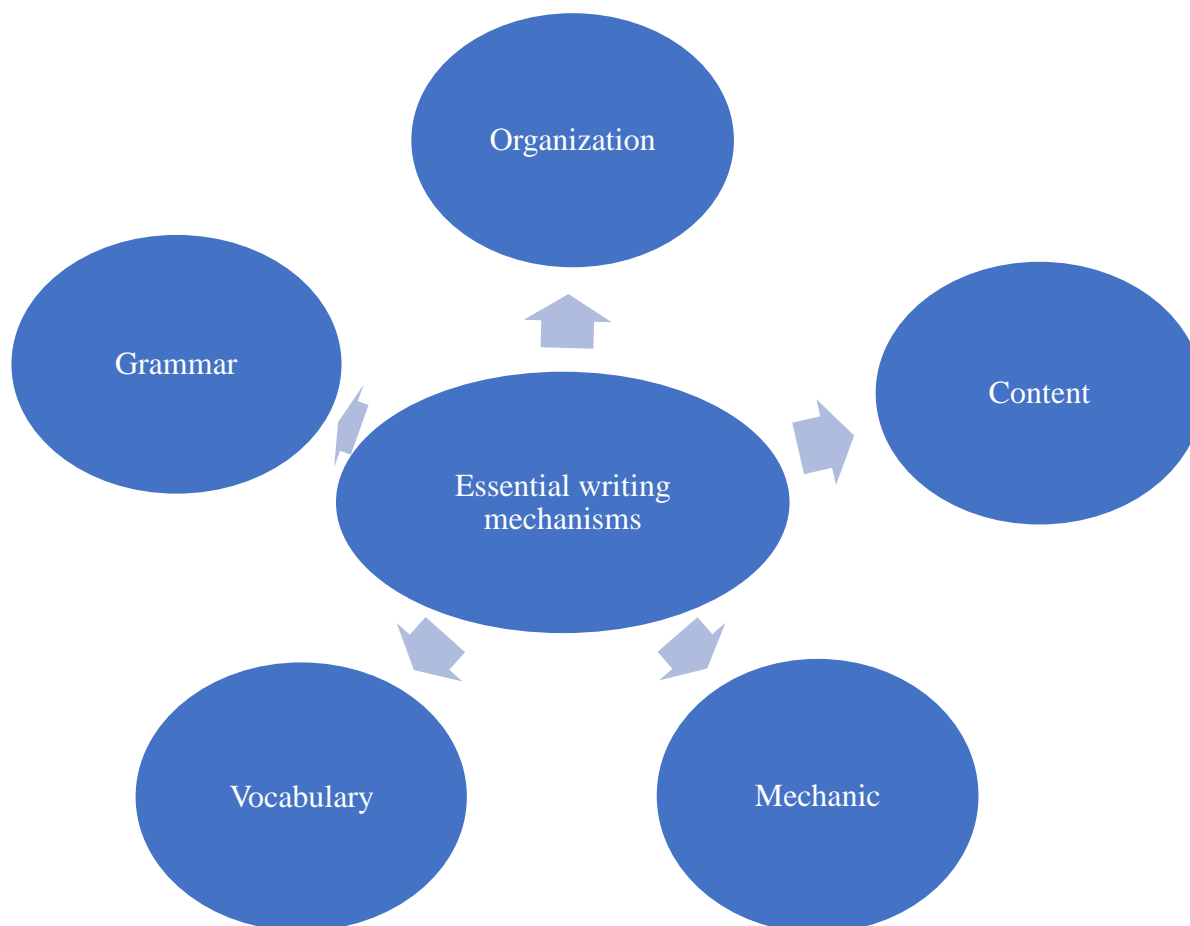 Organization
Grammar
Content
Essential writing
mechanisms
Vocabulary
Mechanic